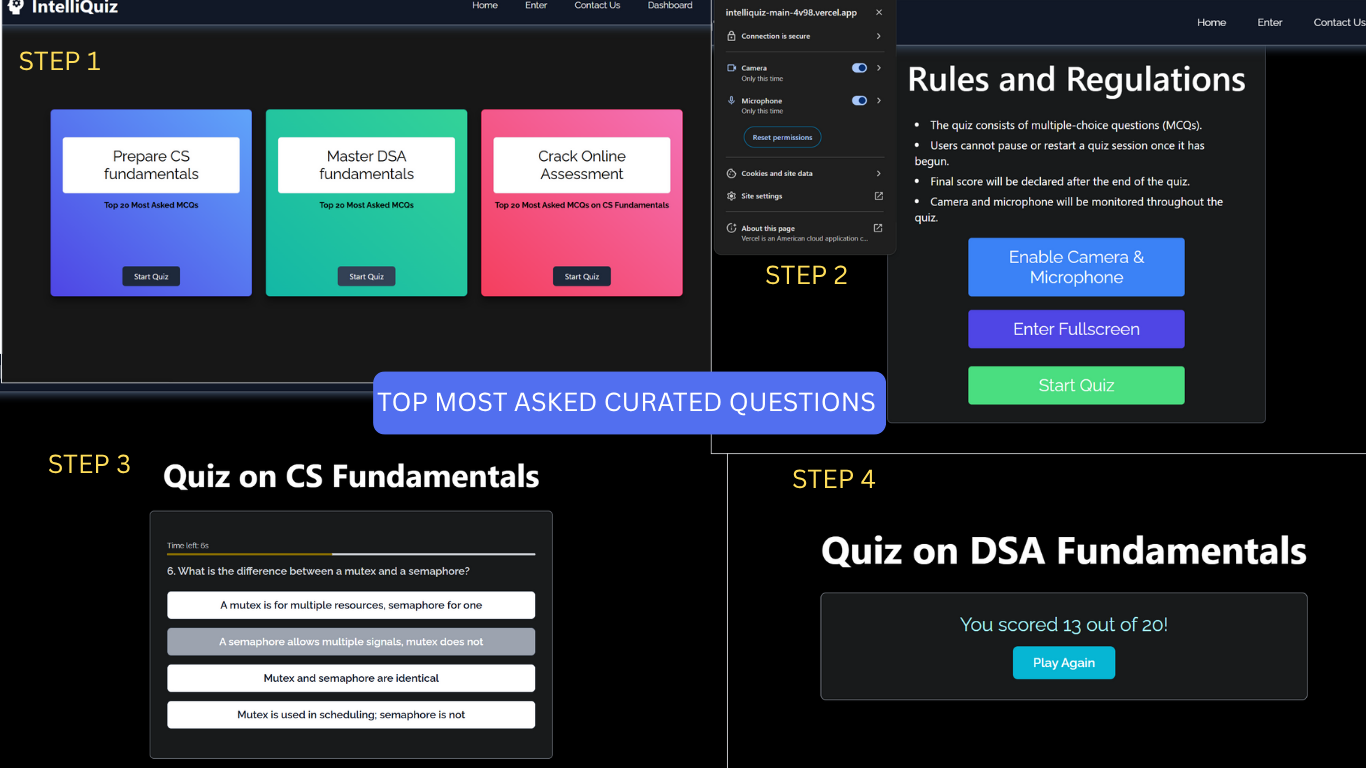 IntelliQuiz
Home Enter Contact Us Dashboard
STEP 1
Prepare CS
fundamentals
Top 20 Most Asked MCQs
Start Quiz
Master DSA
fundamentals
Top 20 Most Asked MCQs
Start Quiz
Crack Online
Assessment
Top 20 Most Asked MCQs on CS Fundamentals
Start Quiz
intelliquiz-main-4v98.vercel.app
Connection is secure
Camera
Only this time
Microphone
Only this time
Reset permissions
Cookies and site data
Site settings
About this page
Vercel is an American cloud application c...
STEP 2
Home Enter Contact Us
Rules and Regulations
• The quiz consists of multiple-choice questions (MCQs).
• Users cannot pause or restart a quiz session once it has
begun.
• Final score will be declared after the end of the quiz.
• Camera and microphone will be monitored throughout the
quiz.
Enable Camera &
Microphone
Enter Fullscreen
Start Quiz
TOP MOST ASKED CURATED QUESTIONS
STEP 3
Quiz on CS Fundamentals
Time left: 6s
6. What is the difference between a mutex and a semaphore?
A mutex is for multiple resources, semaphore for one
A semaphore allows multiple signals, mutex does not
Mutex and semaphore are identical
Mutex is used in scheduling; semaphore is not
STEP 4
Quiz on DSA Fundamentals
You scored 13 out of 20!
Play Again